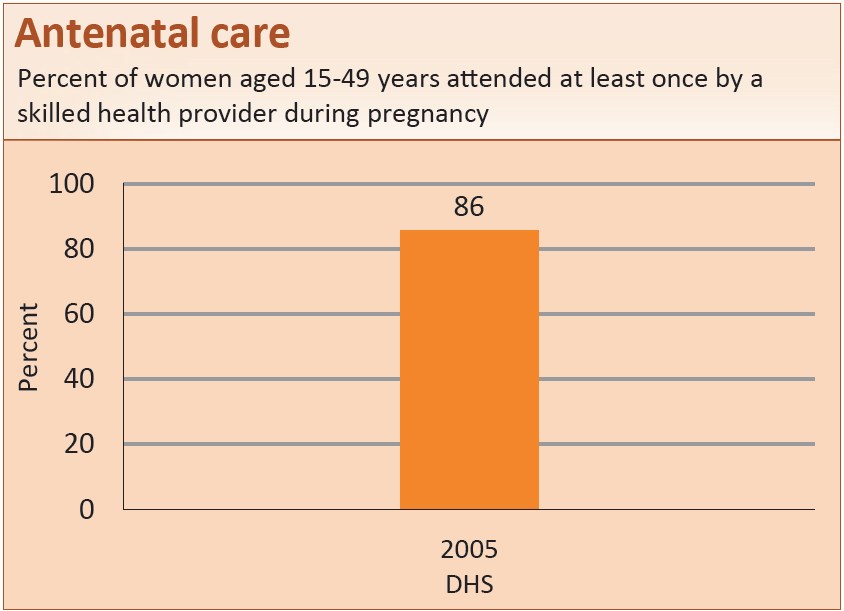 Antenatal care
Percent of women aged 15-49 years attended at least once by a
skilled health provider during pregnancy
100
86
80
60
Percent
40
20
0
2005
DHS